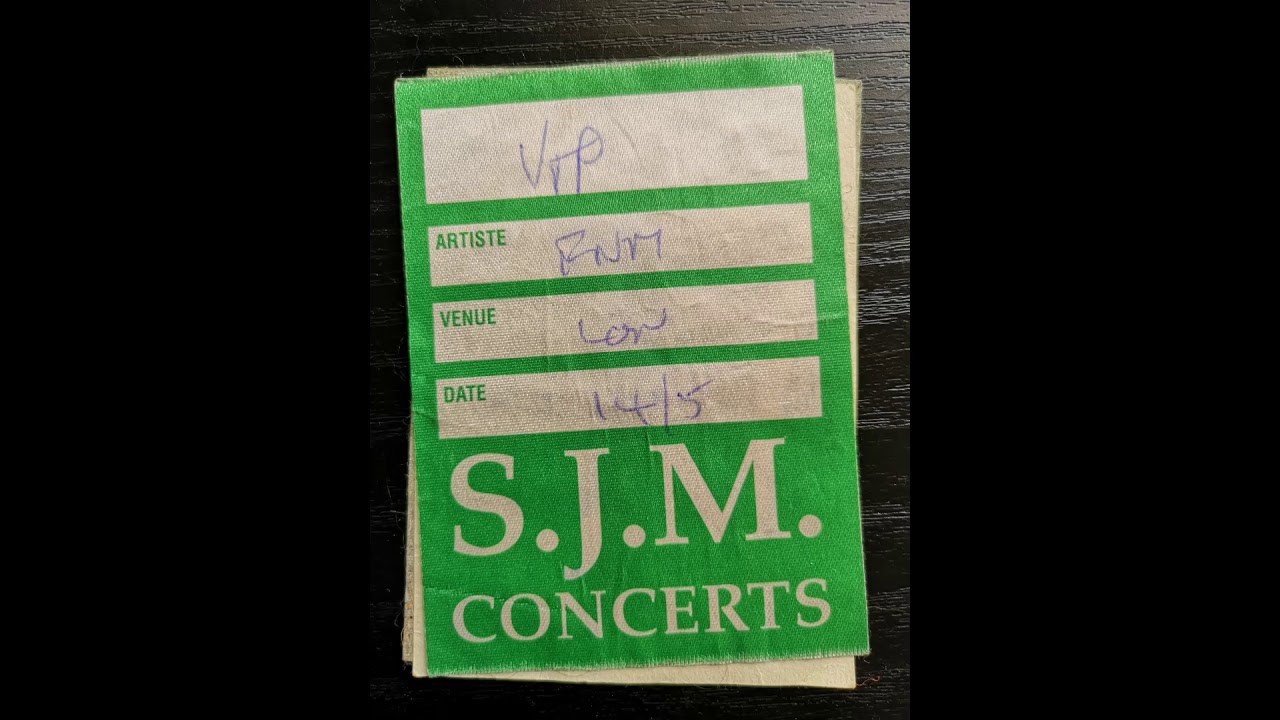 VIP
ARTISTE FNM
VENUE Lon
DATE 14/5
S.J.M.
CONCERTS